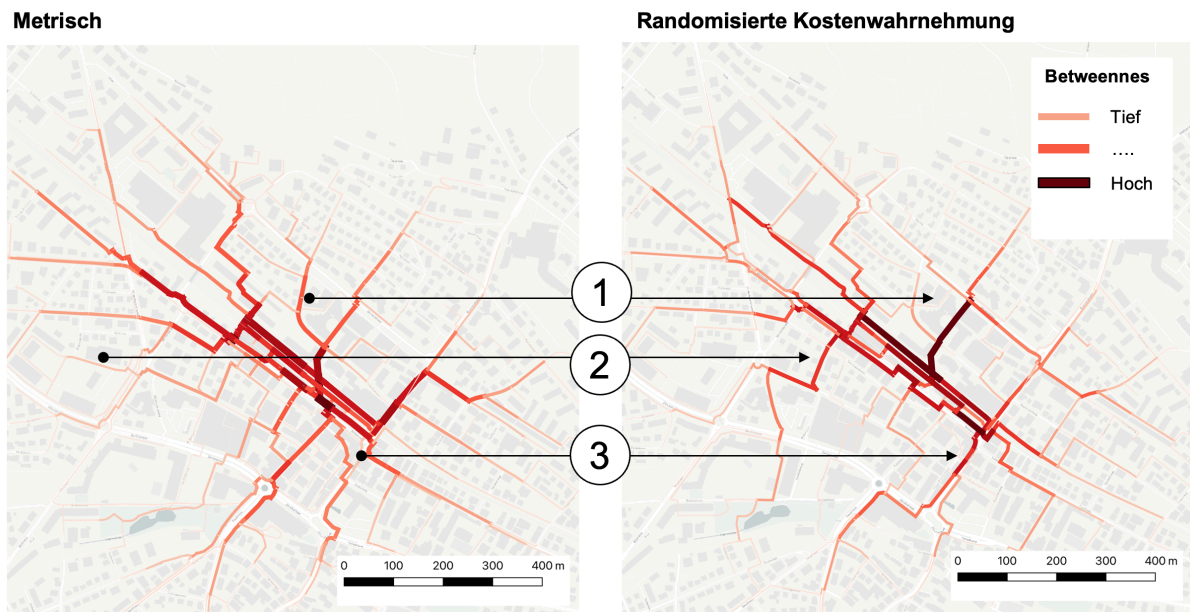 Metrisch
Randomisierte Kostenwahrnehmung
Betweennes
Tief
....
Hoch
1
2
3
0 100 200 300 400 m
0 100 200 300 400 m